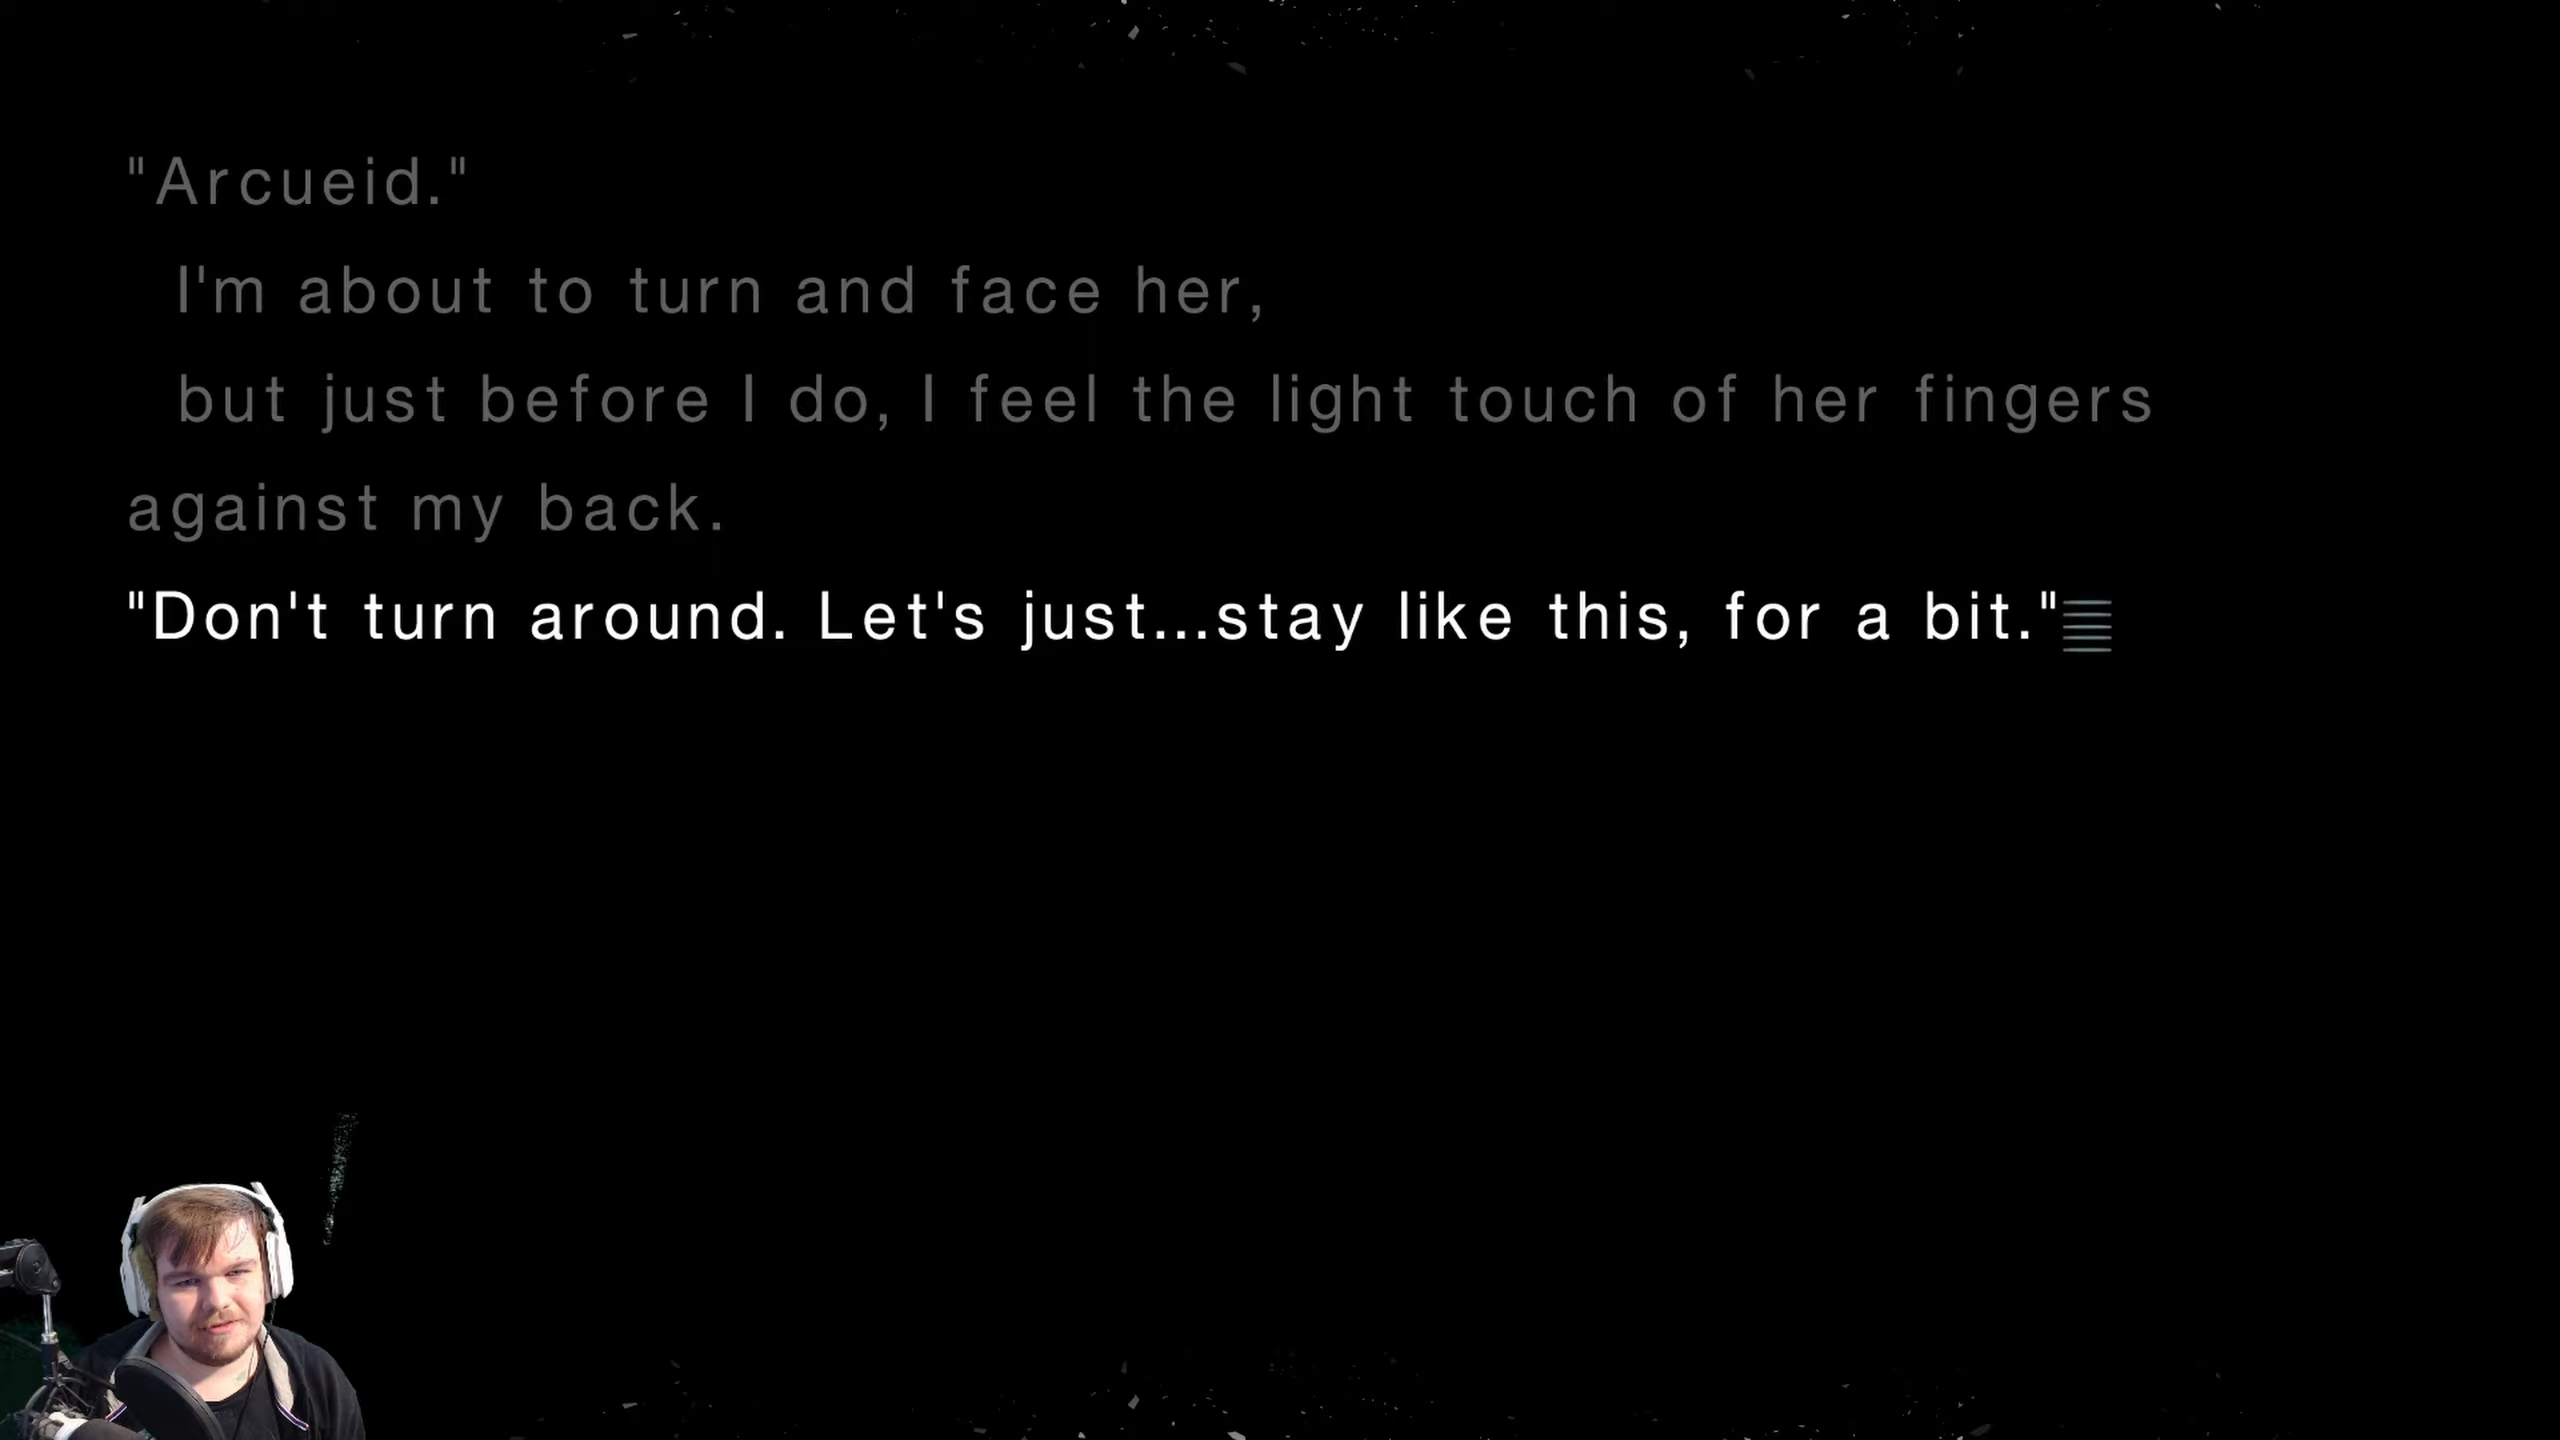 "Arcueid."
I'm about to turn and face her,
but just before I do, I feel the light touch of her fingers
against my back.
"Don't turn around. Let's just...stay like this, for a bit."